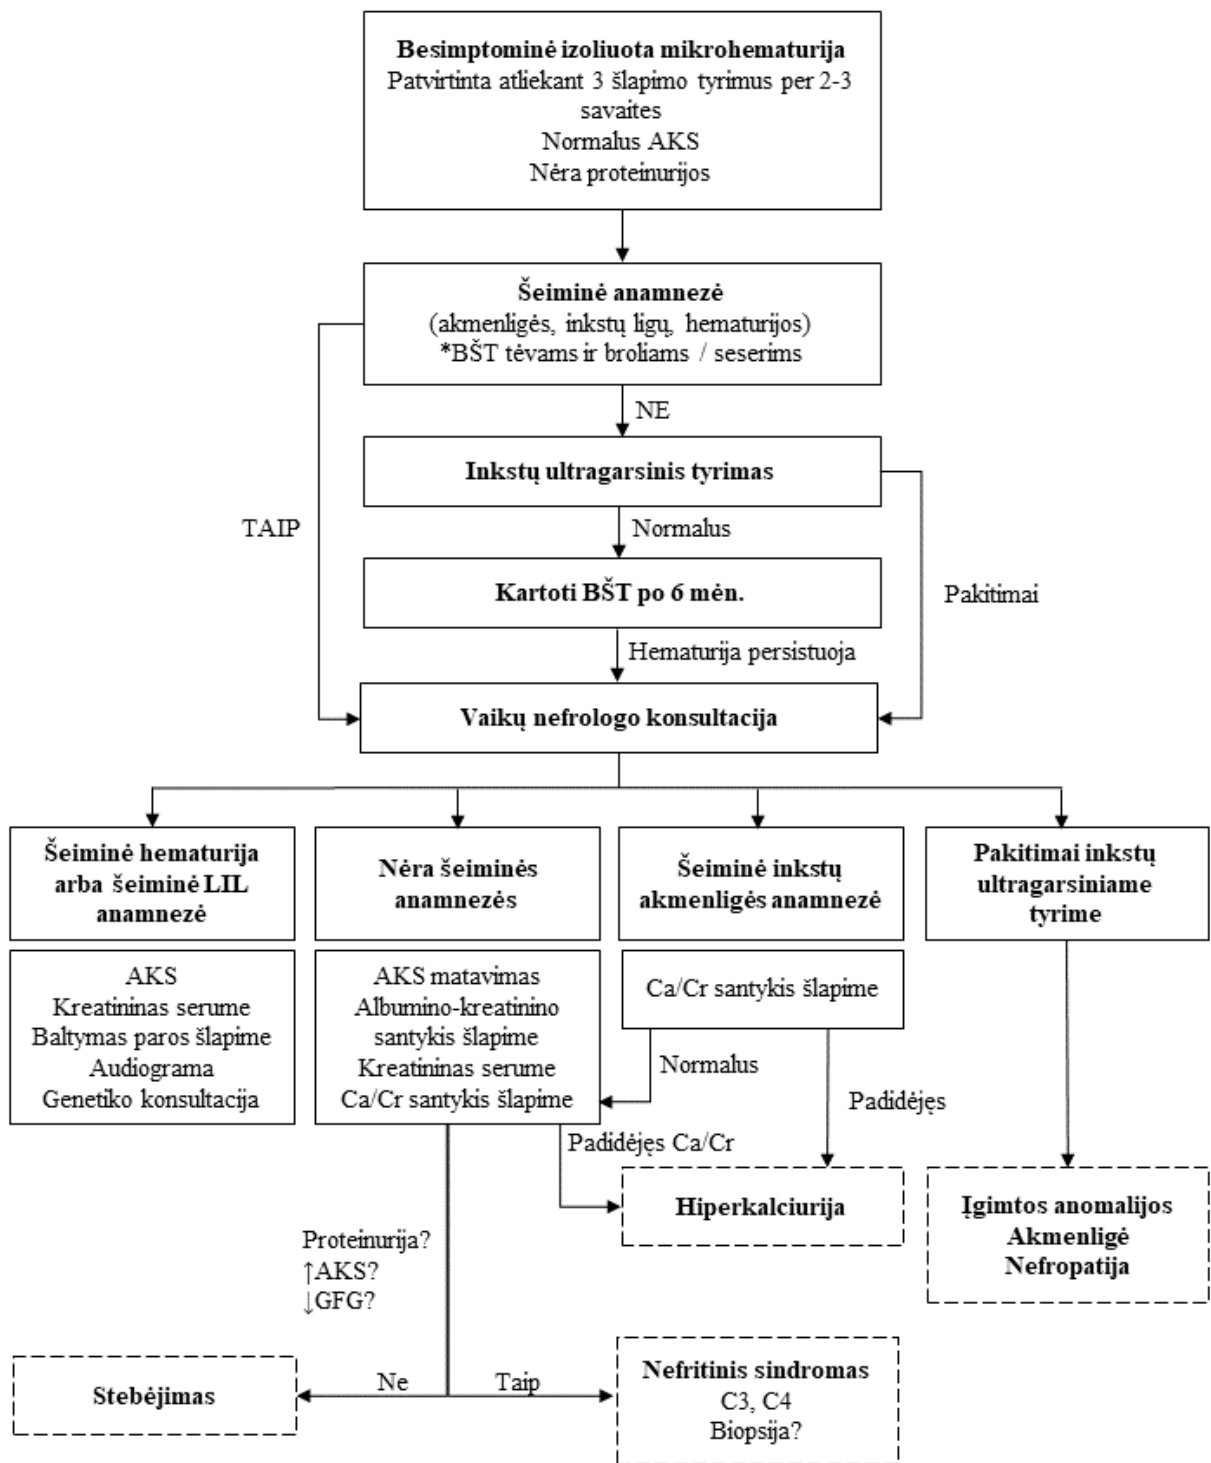 Besimptominė izoliuota mikrohematurija
Patvirtinta atliekant 3 šlapimo tyrimus per 2-3
savaites
Normalus AKS
Nėra proteinurijos
Šeiminė anamnezė
(akmenligės, inkstų ligų, hematurijos)
*BŠT tėvams ir broliams / seserims
NE
Inkstų ultragarsinis tyrimas
TAIP
Normalus
Kartoti BŠT po 6 mėn.
Pakitimai
Hematurija persistuoja
Vaikų nefrologo konsultacija
Šeiminė hematurija
arba šeiminė LIL
anamnezė
AKS
Kreatininas serume
Baltymas paros šlapime
Audiograma
Genetiko konsultacija
Nėra šeiminės
anamnezės
AKS matavimas
Albumino-kreatinino
santykis šlapime
Kreatininas serume
Ca/Cr santykis šlapime
Šeiminė inkstų
akmenligės anamnezė
Ca/Cr santykis šlapime
Pakitimai inkstų
ultragarsiniame
tyrime
Normalus
Padidėjęs
Padidėjęs Ca/Cr
Hiperkalciurija
Įgimtos anomalijos
Akmenligė
Nefropatija
Proteinurija?
↑AKS?
↓GFG?
Stebėjimas
Ne
Taip
Nefritinis sindromas
C3, C4
Biopsija?